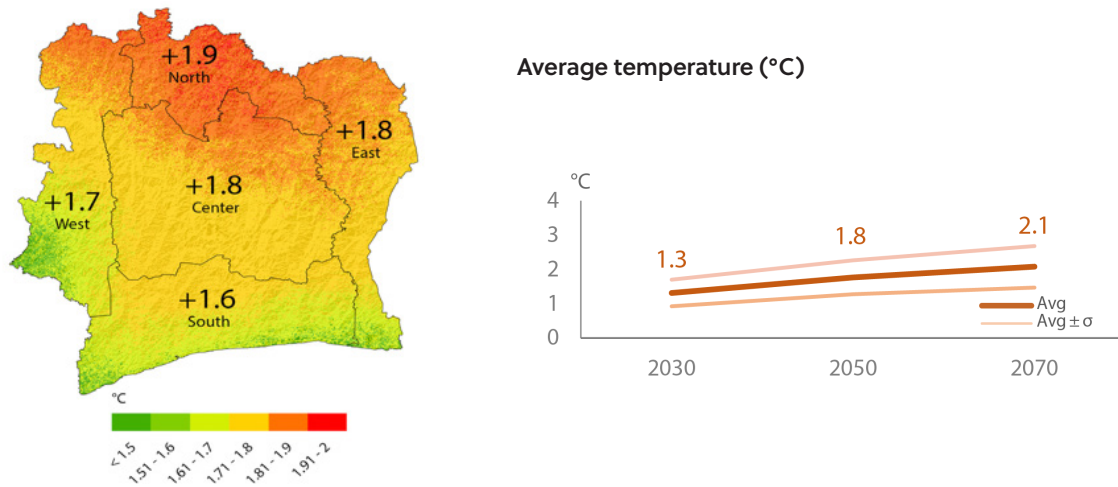 +1.9
North
+1.8
East
+1.8
Center
+1.7
West
+1.6
South
°C
< 1.5
1.51 - 1.6
1.61 - 1.7
1.71 - 1.8
1.81 - 1.9
1.91 - 2
Average temperature (°C)
°C
4
3
2
1
0
1.3
1.8
2.1
Avg
Avg ± σ
2030
2050
2070